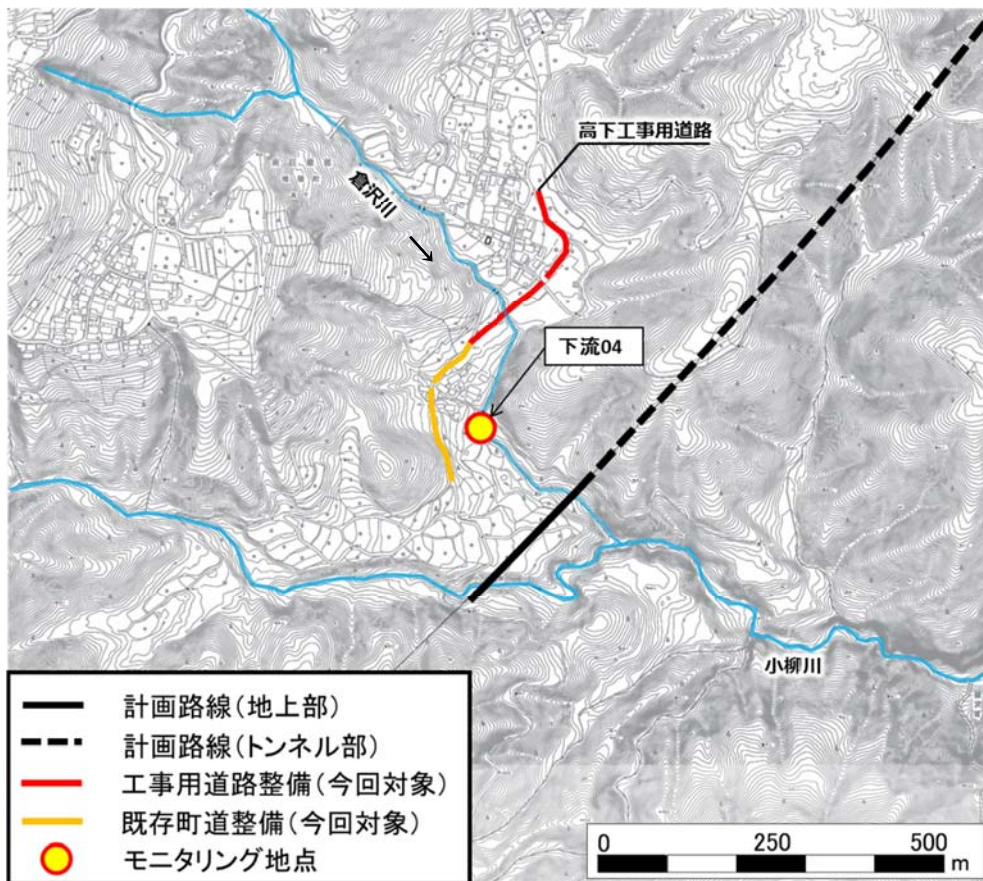 高下工事用道路
倉沢川
下流04
小柳川
計画路線(地上部)
計画路線(トンネル部)
工事用道路整備(今回対象)
既存町道整備(今回対象)
モニタリング地点
0 250 500
m